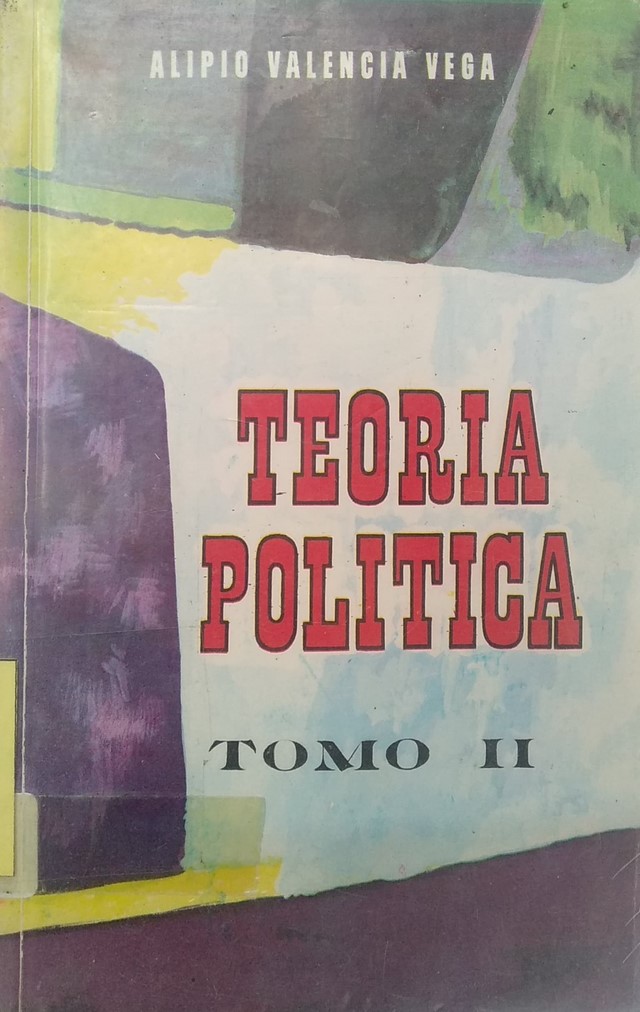 ALIPIO VALENCIA VEGA
TEORIA
POLITICA
TOMO II